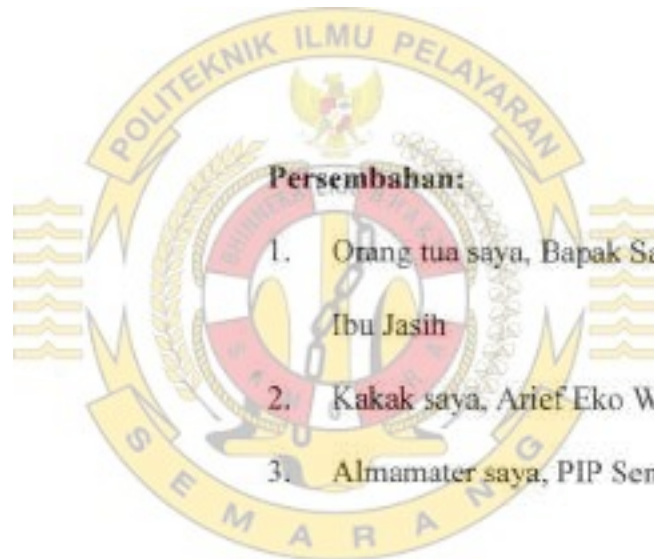 POLITEKNIK ILMU PELAYARAN
Persembahan:
1. Orang tua saya, Bapak Sa
Ibu Jasih
2. Kakak saya, Arief Eko W
3. Almamater saya, PIP Sem
SEMARANG